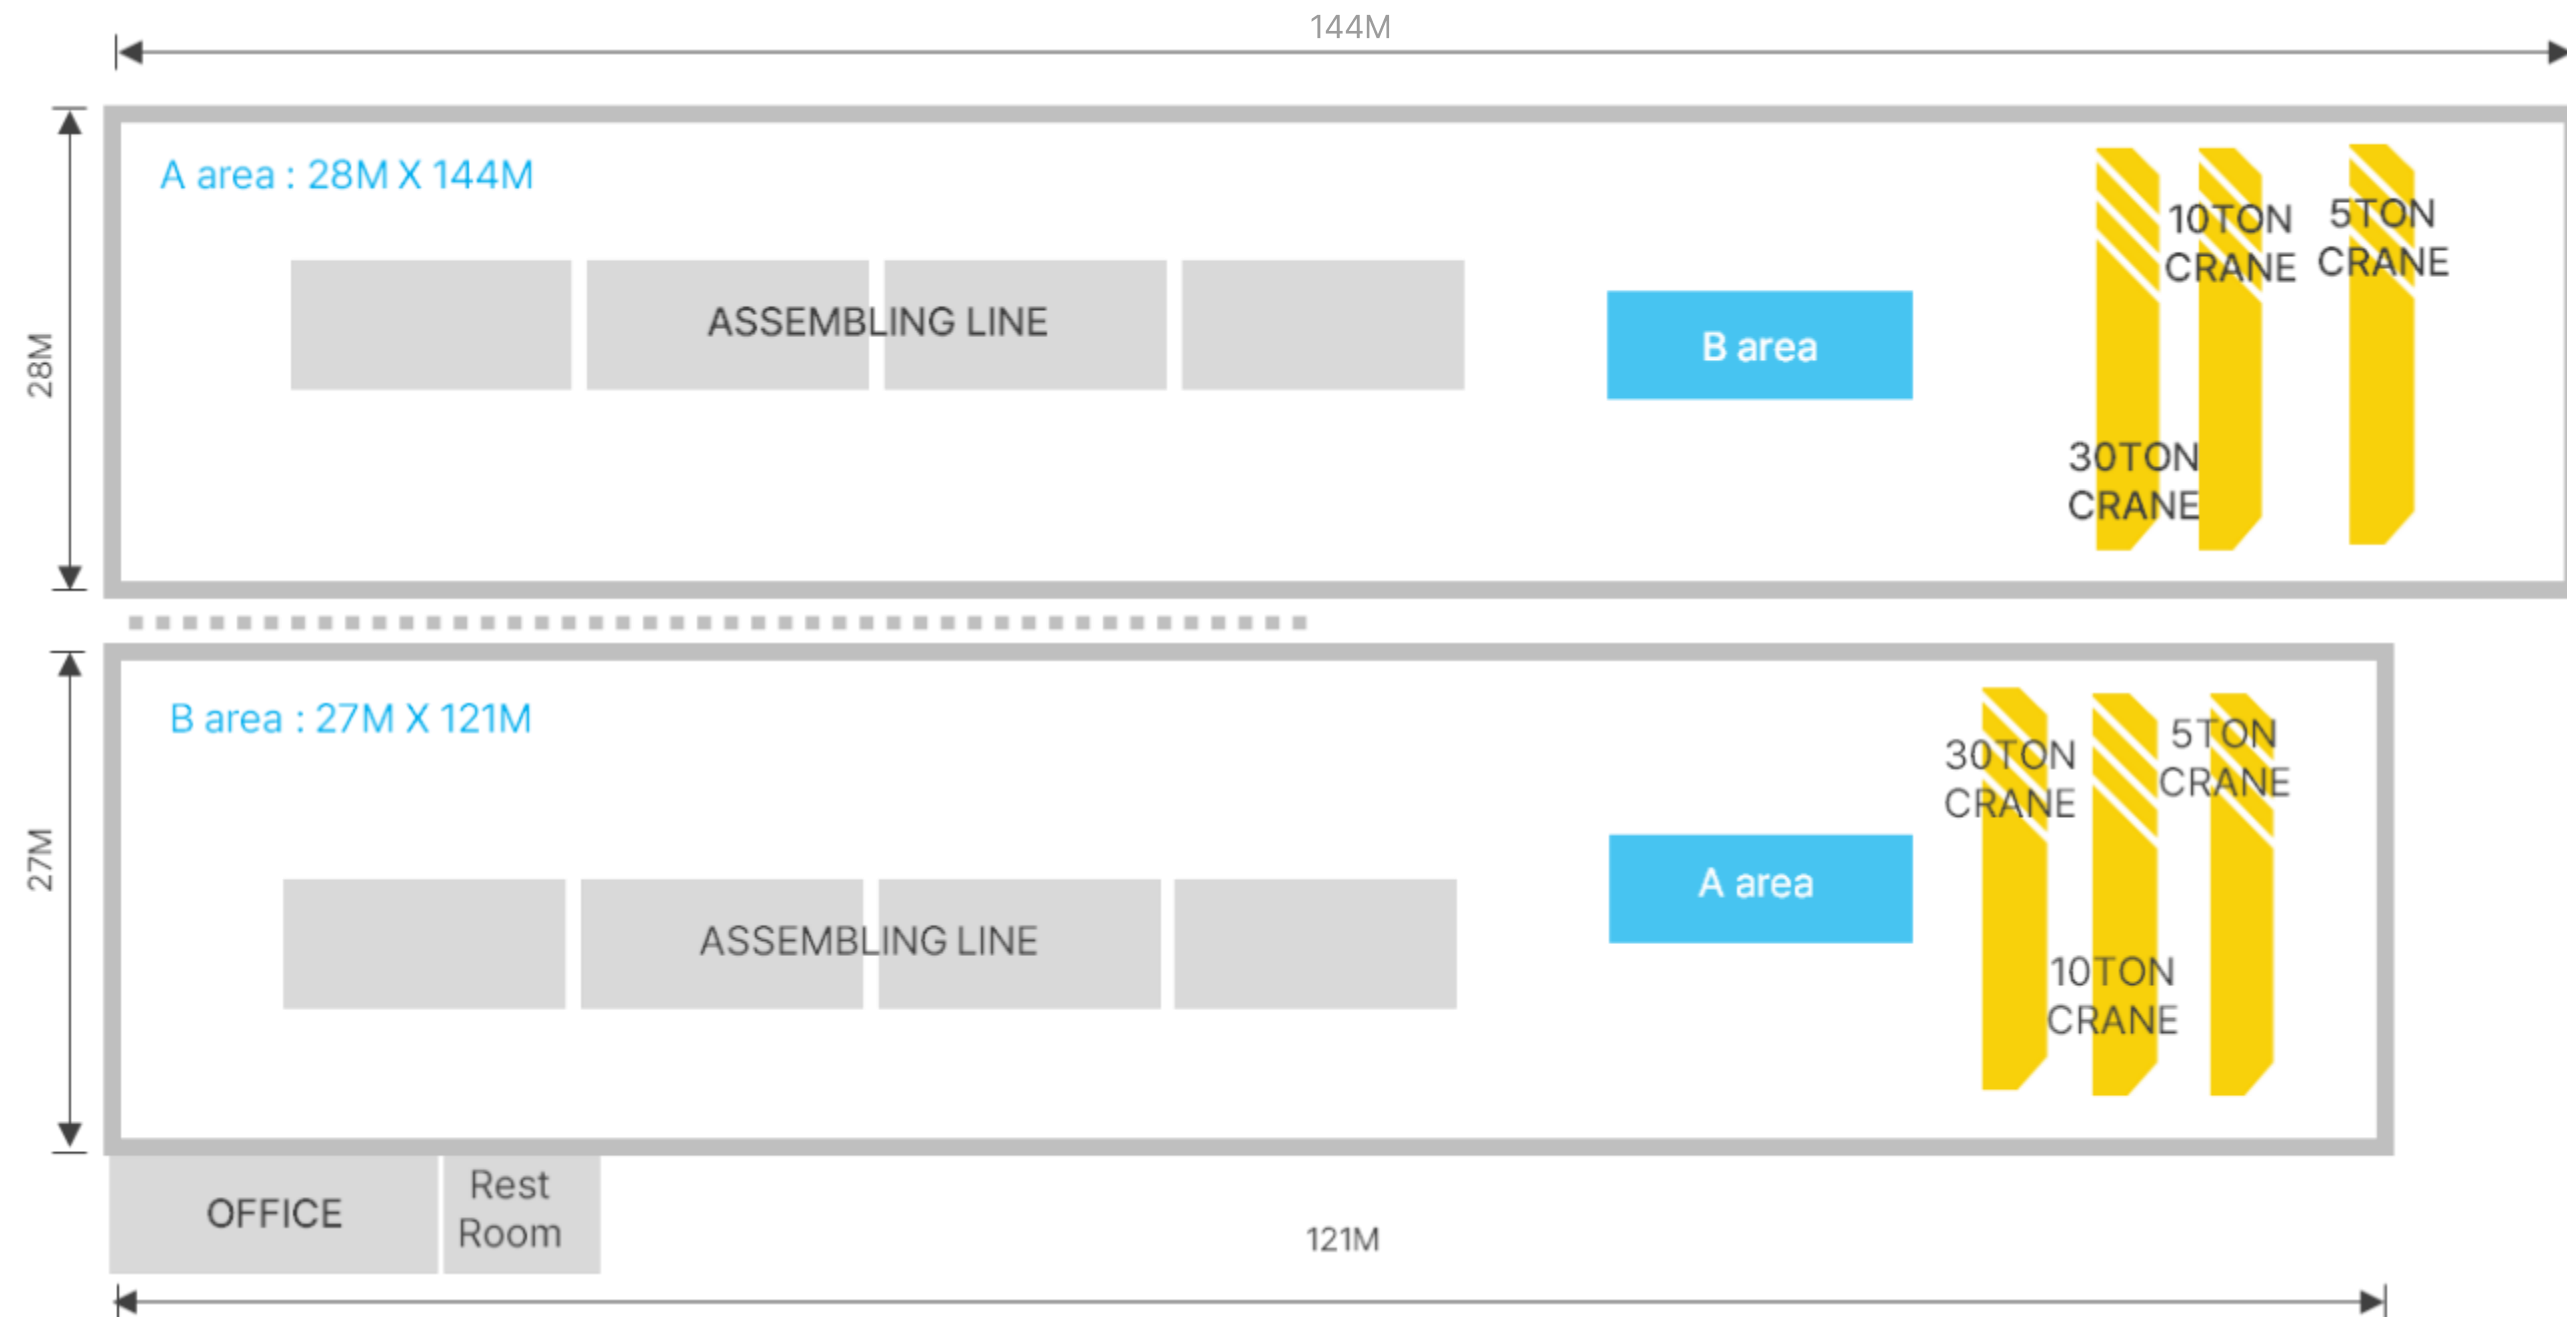 144M
28M
A area : 28M X 144M
ASSEMBLING LINE
B area
10TON
CRANE
5TON
CRANE
30TON
CRANE
27M
B area : 27M X 121M
ASSEMBLING LINE
A area
30TON
CRANE
5TON
CRANE
10TON
CRANE
OFFICE
Rest
Room
121M